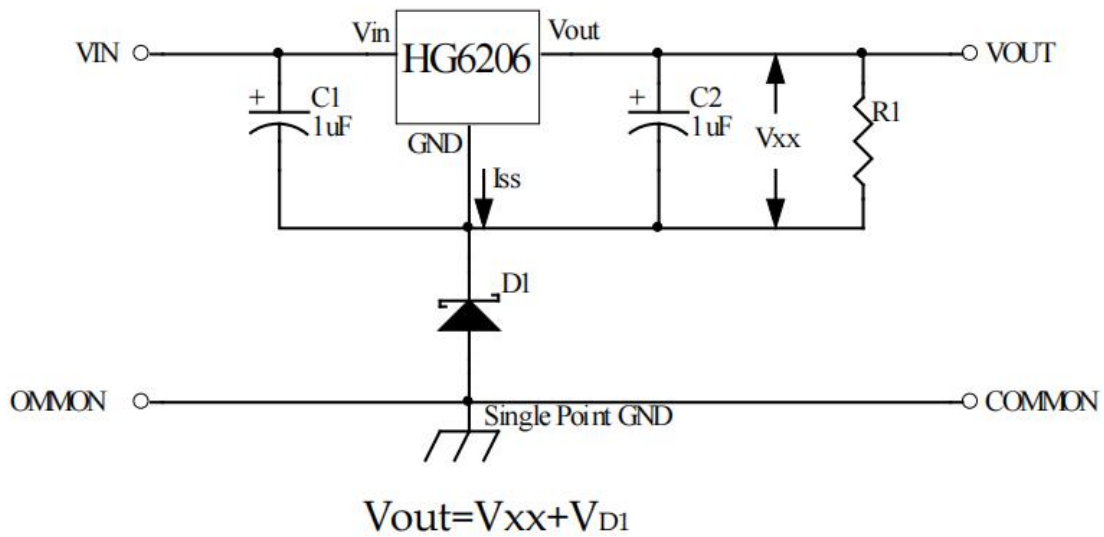 Vin
Vout
VIN
HG6206
VOUT
+
C1
1uF
+
C2
1uF
R1
Vxx
GND
Iss
D1
OMMON
COMMON
Single Point GND
Vout=Vxx+VD1